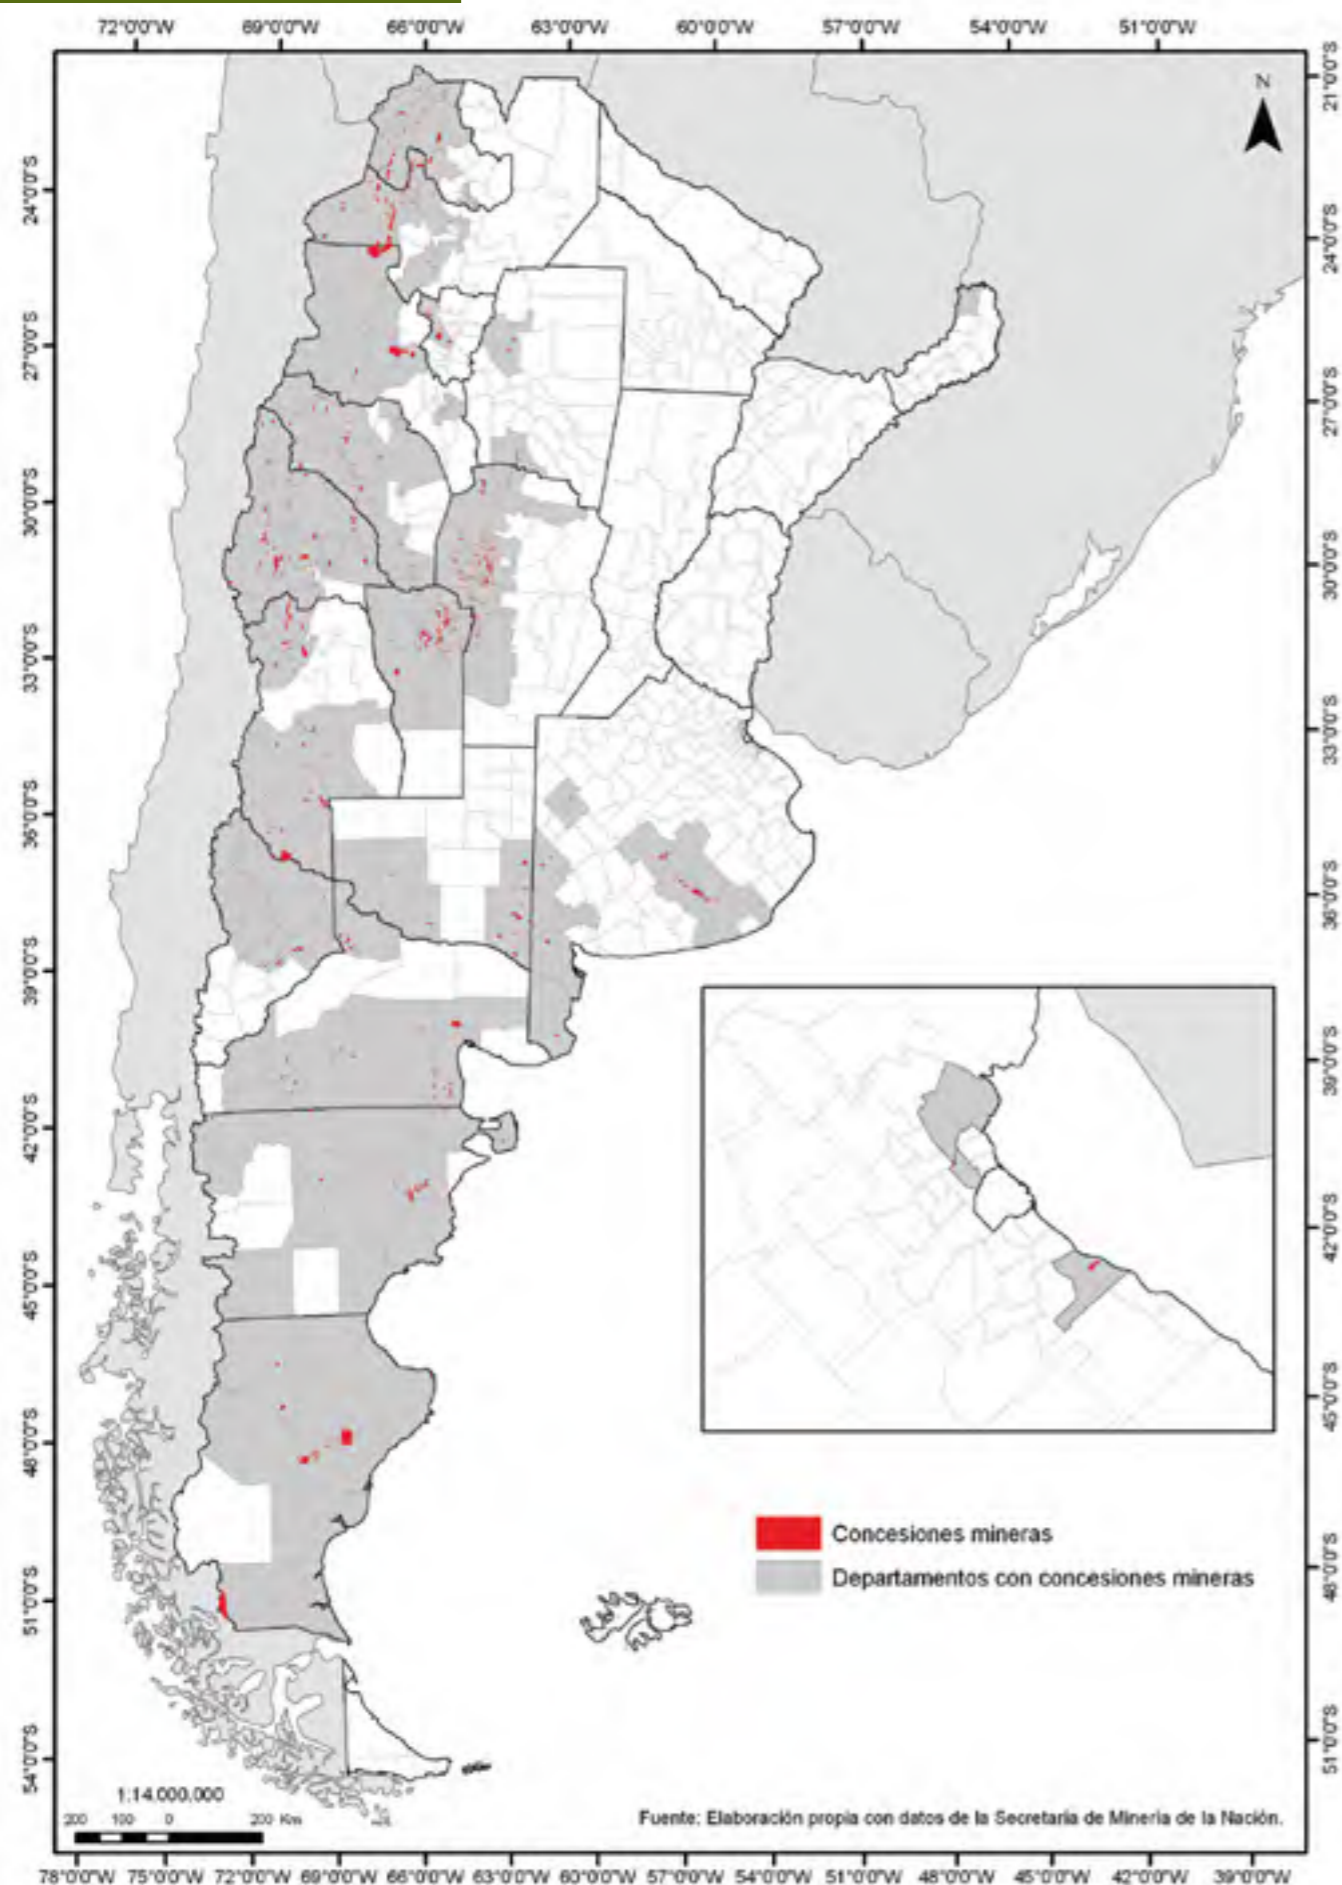 72°0'0"W 69°0'0"W 66°0'0"W 63°0'0"W 60°0'0"W 57°0'0"W 54°0'0"W 51°0'0"W
N
21°0'0"S
24°0'0"S
24°0'0"S
27°0'0"S
27°0'0"S
30°0'0"S
30°0'0"S
33°0'0"S
33°0'0"S
36°0'0"S
36°0'0"S
39°0'0"S
39°0'0"S
42°0'0"S
42°0'0"S
45°0'0"S
45°0'0"S
48°0'0"S
48°0'0"S
51°0'0"S
51°0'0"S
54°0'0"S
Concesiones mineras
Departamentos con concesiones mineras
1:14.000.000
200 100 0 200 Km
Fuente: Elaboración propia con datos de la Secretaría de Minería de la Nación.
78°0'0"W 75°0'0"W 72°0'0"W 69°0'0"W 66°0'0"W 63°0'0"W 60°0'0"W 57°0'0"W 54°0'0"W 51°0'0"W 48°0'0"W 45°0'0"W 42°0'0"W 39°0'0"W